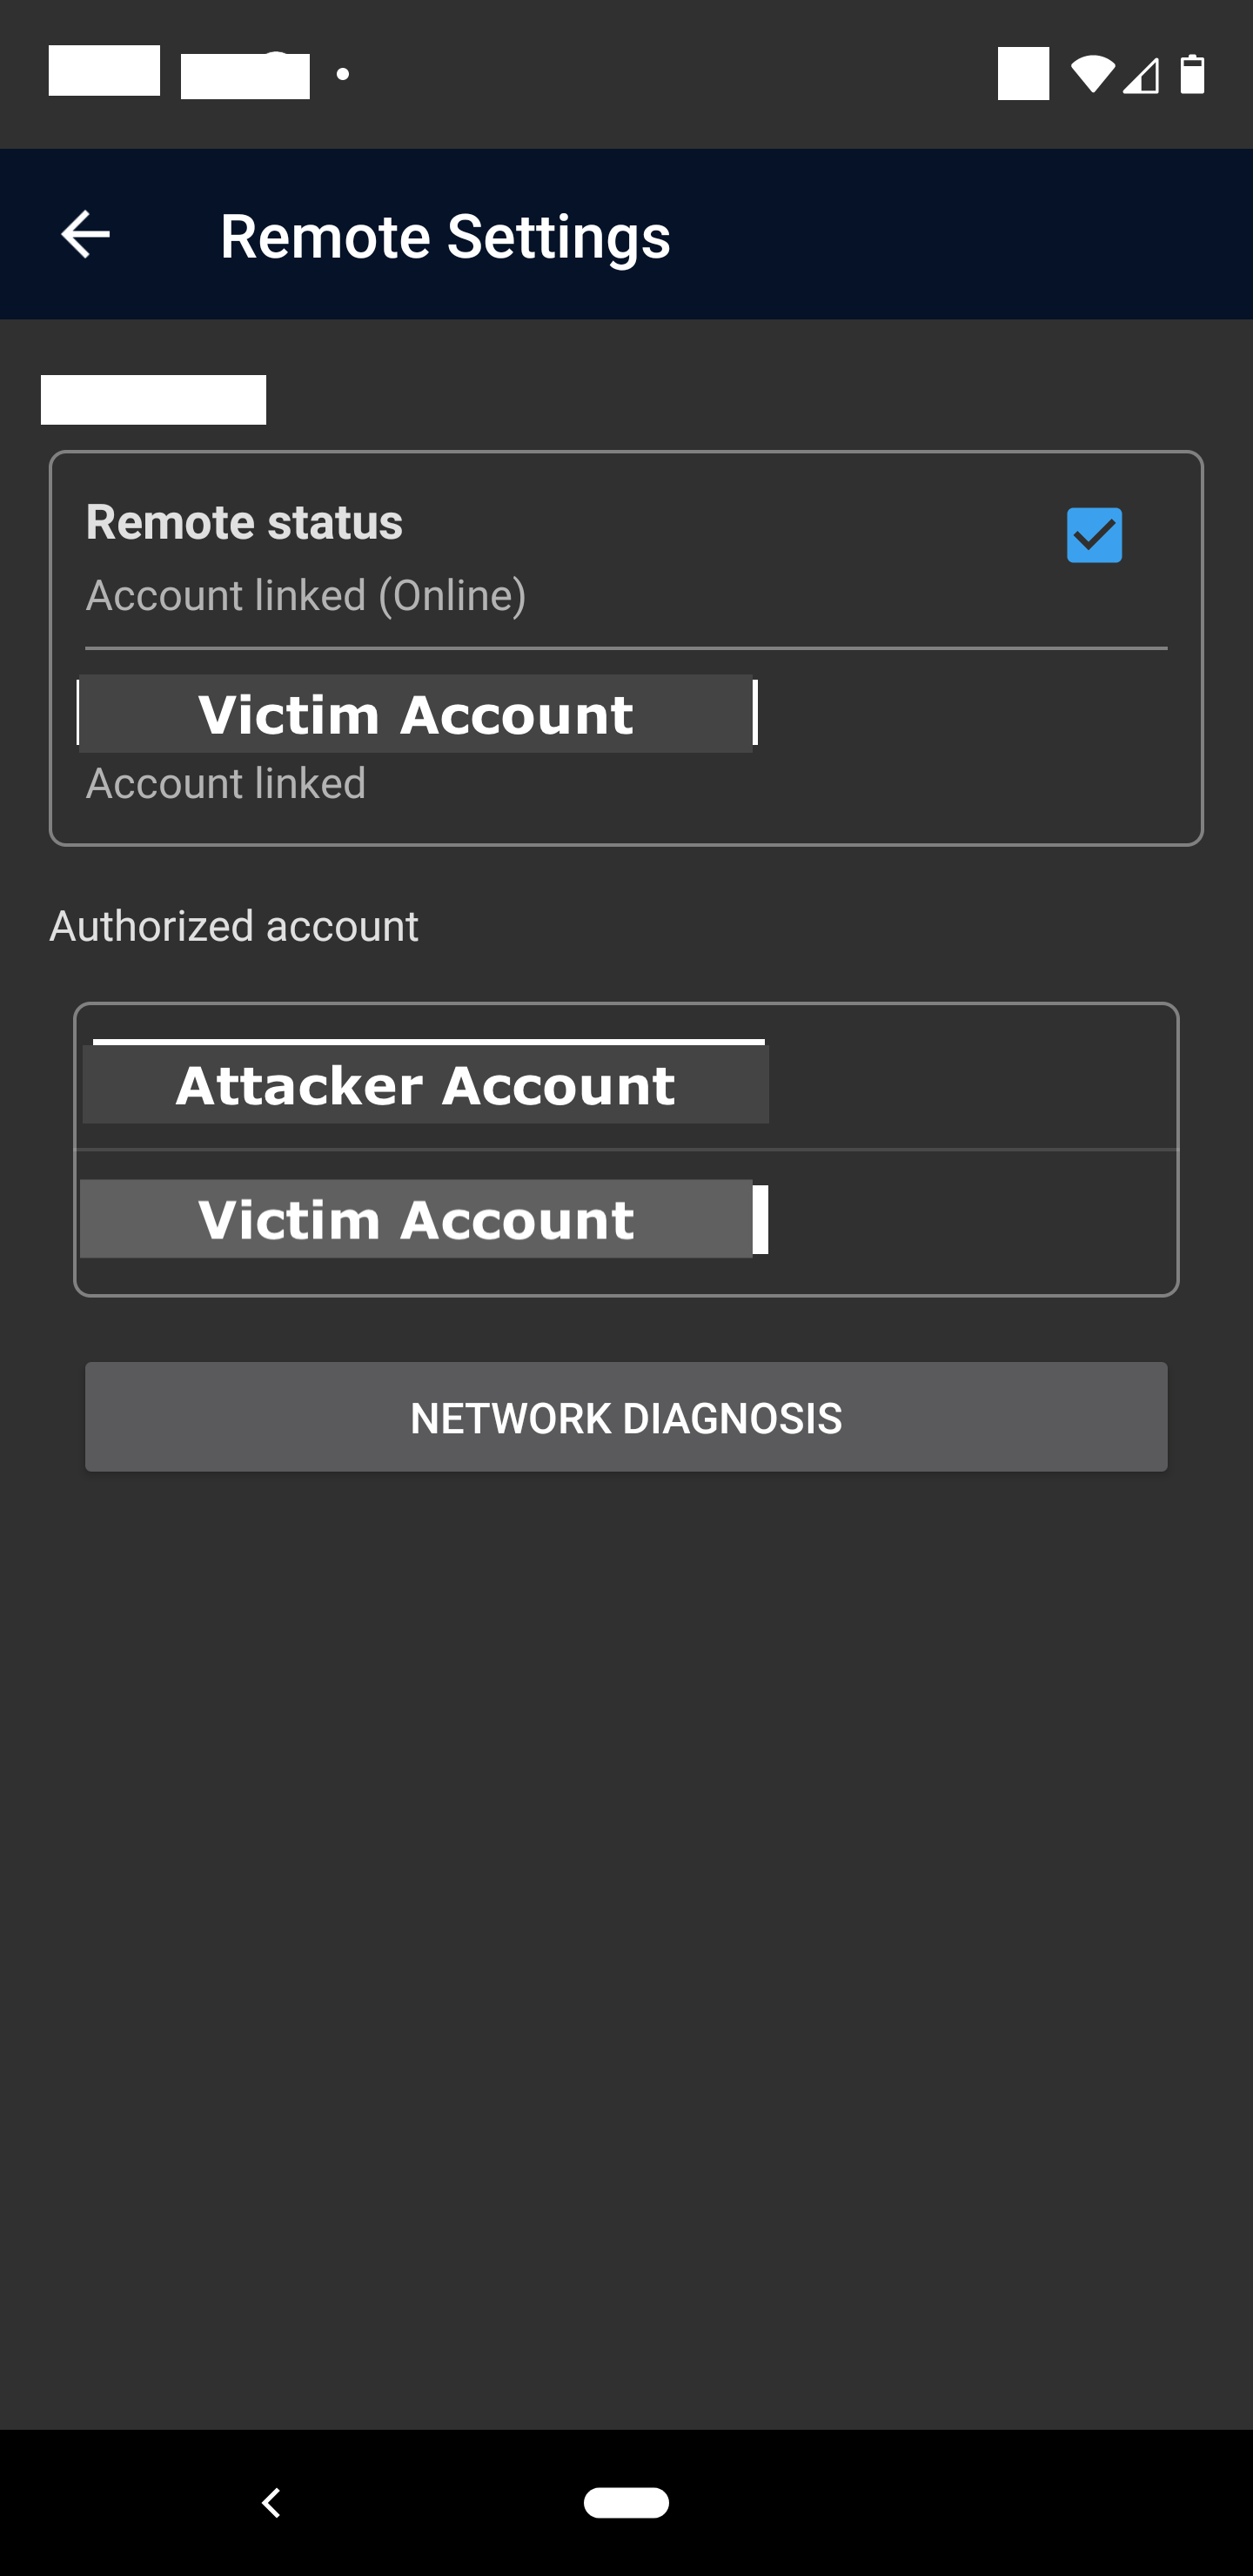 Remote Settings
Remote status
Account linked (Online)
Victim Account
Account linked
Authorized account
Attacker Account
Victim Account
NETWORK DIAGNOSIS